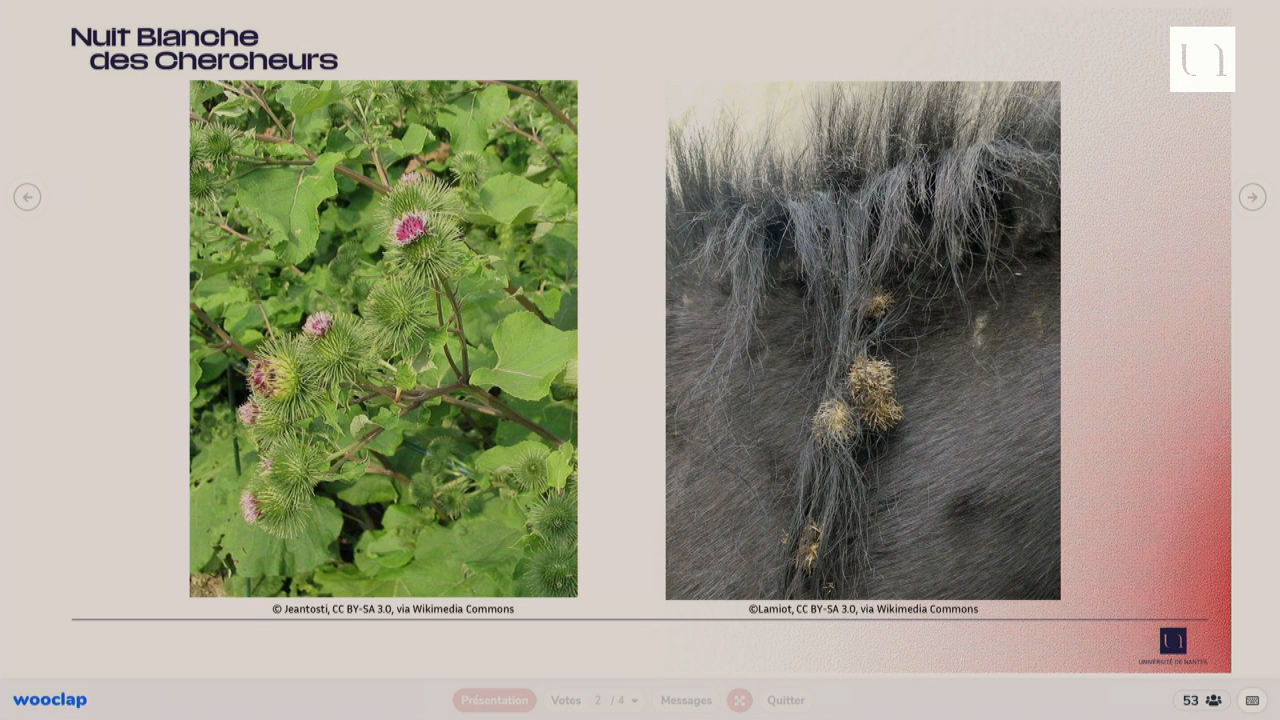 Nuit Blanche
des Chercheurs
© Jeantosti, CC BY-SA 3.0, via Wikimedia Commons
©Lamiot, CC BY-SA 3.0, via Wikimedia Commons
UNIVERSITÉ DE NANTES
wooclap
Présentation Votes 2 / 4 Messages Quitter 53